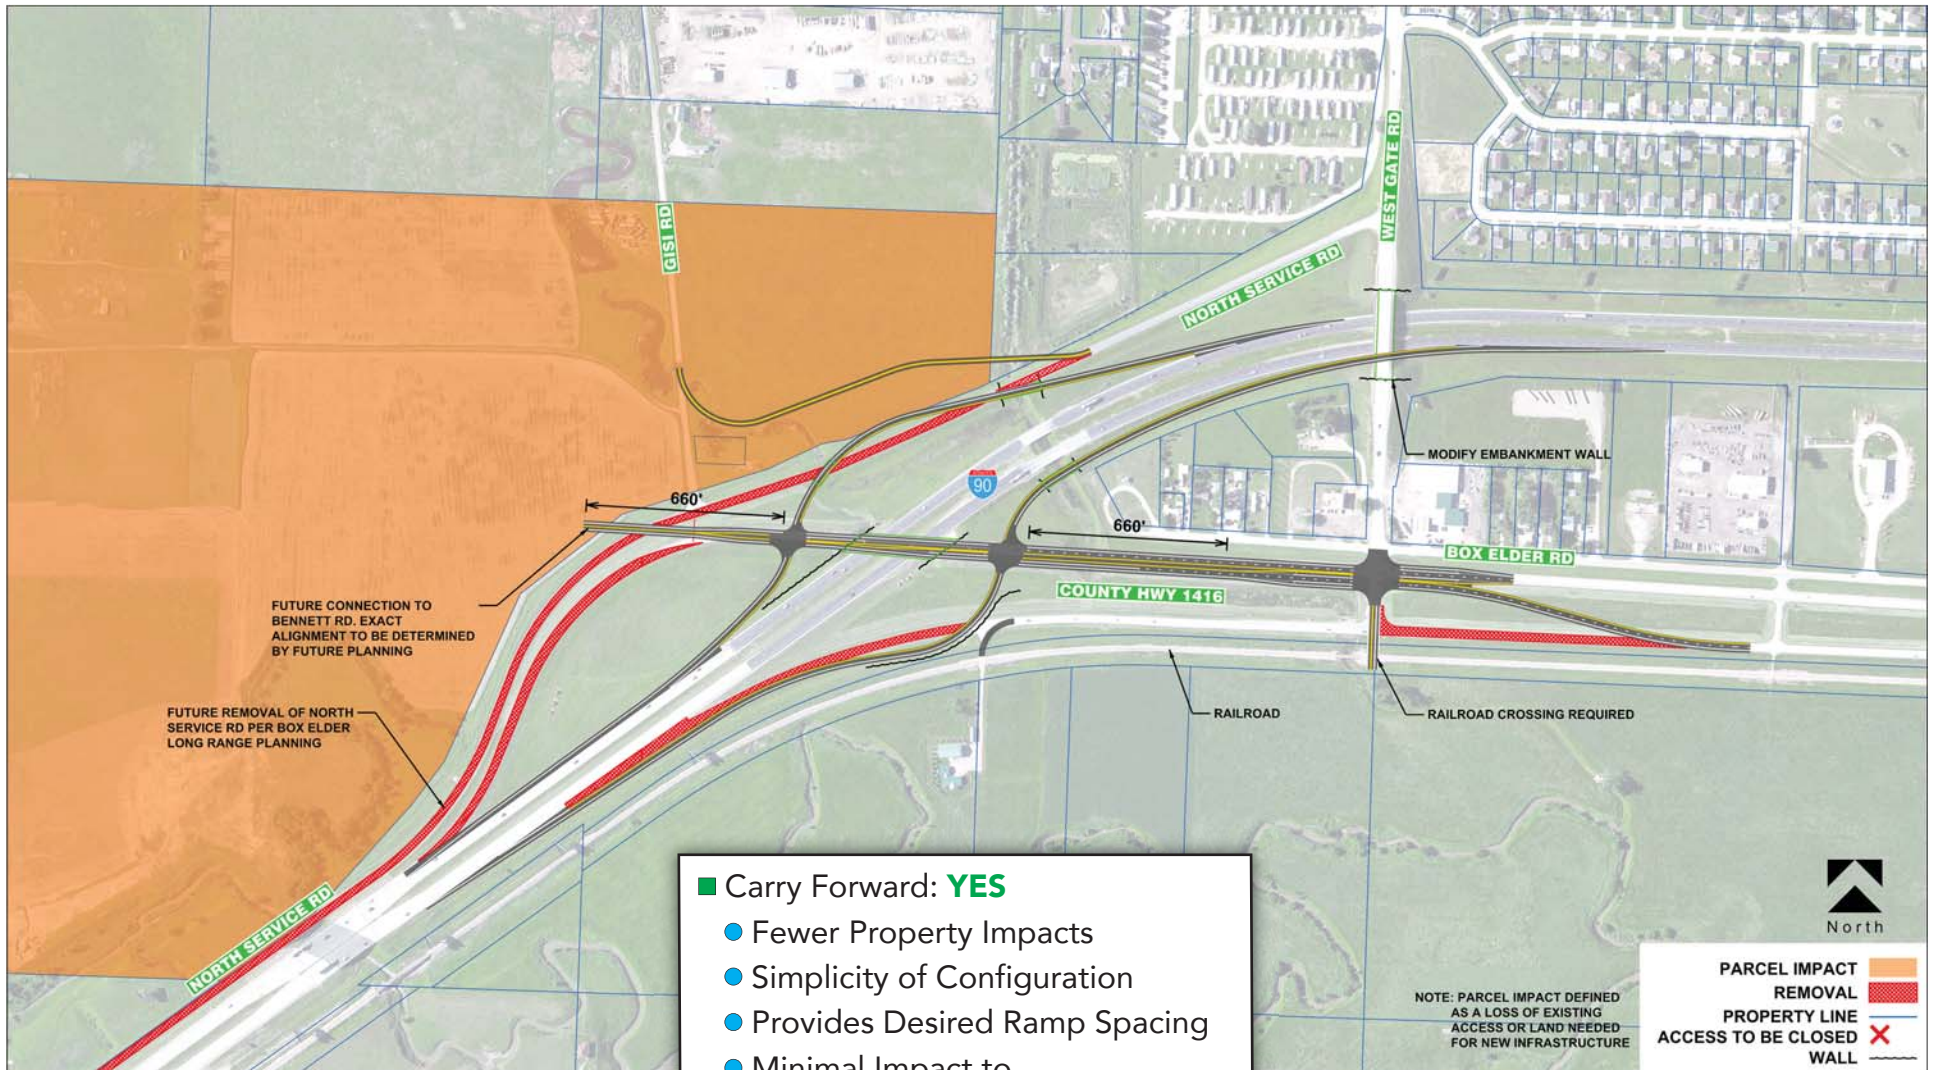 WEST GATE RD
GISI RD
NORTH SERVICE RD
MODIFY EMBANKMENT WALL
90
660'
660'
BOX ELDER RD
COUNTY HWY 1416
FUTURE CONNECTION TO
BENNETT RD. EXACT
ALIGNMENT TO BE DETERMINED
BY FUTURE PLANNING
FUTURE REMOVAL OF NORTH
SERVICE RD PER BOX ELDER
LONG RANGE PLANNING
RAILROAD
RAILROAD CROSSING REQUIRED
NORTH SERVICE RD
Carry Forward: YES
Fewer Property Impacts
Simplicity of Configuration
Provides Desired Ramp Spacing
Minimal Impact to
North
NOTE: PARCEL IMPACT DEFINED
AS A LOSS OF EXISTING
ACCESS OR LAND NEEDED
FOR NEW INFRASTRUCTURE
PARCEL IMPACT
REMOVAL
PROPERTY LINE
ACCESS TO BE CLOSED
WALL